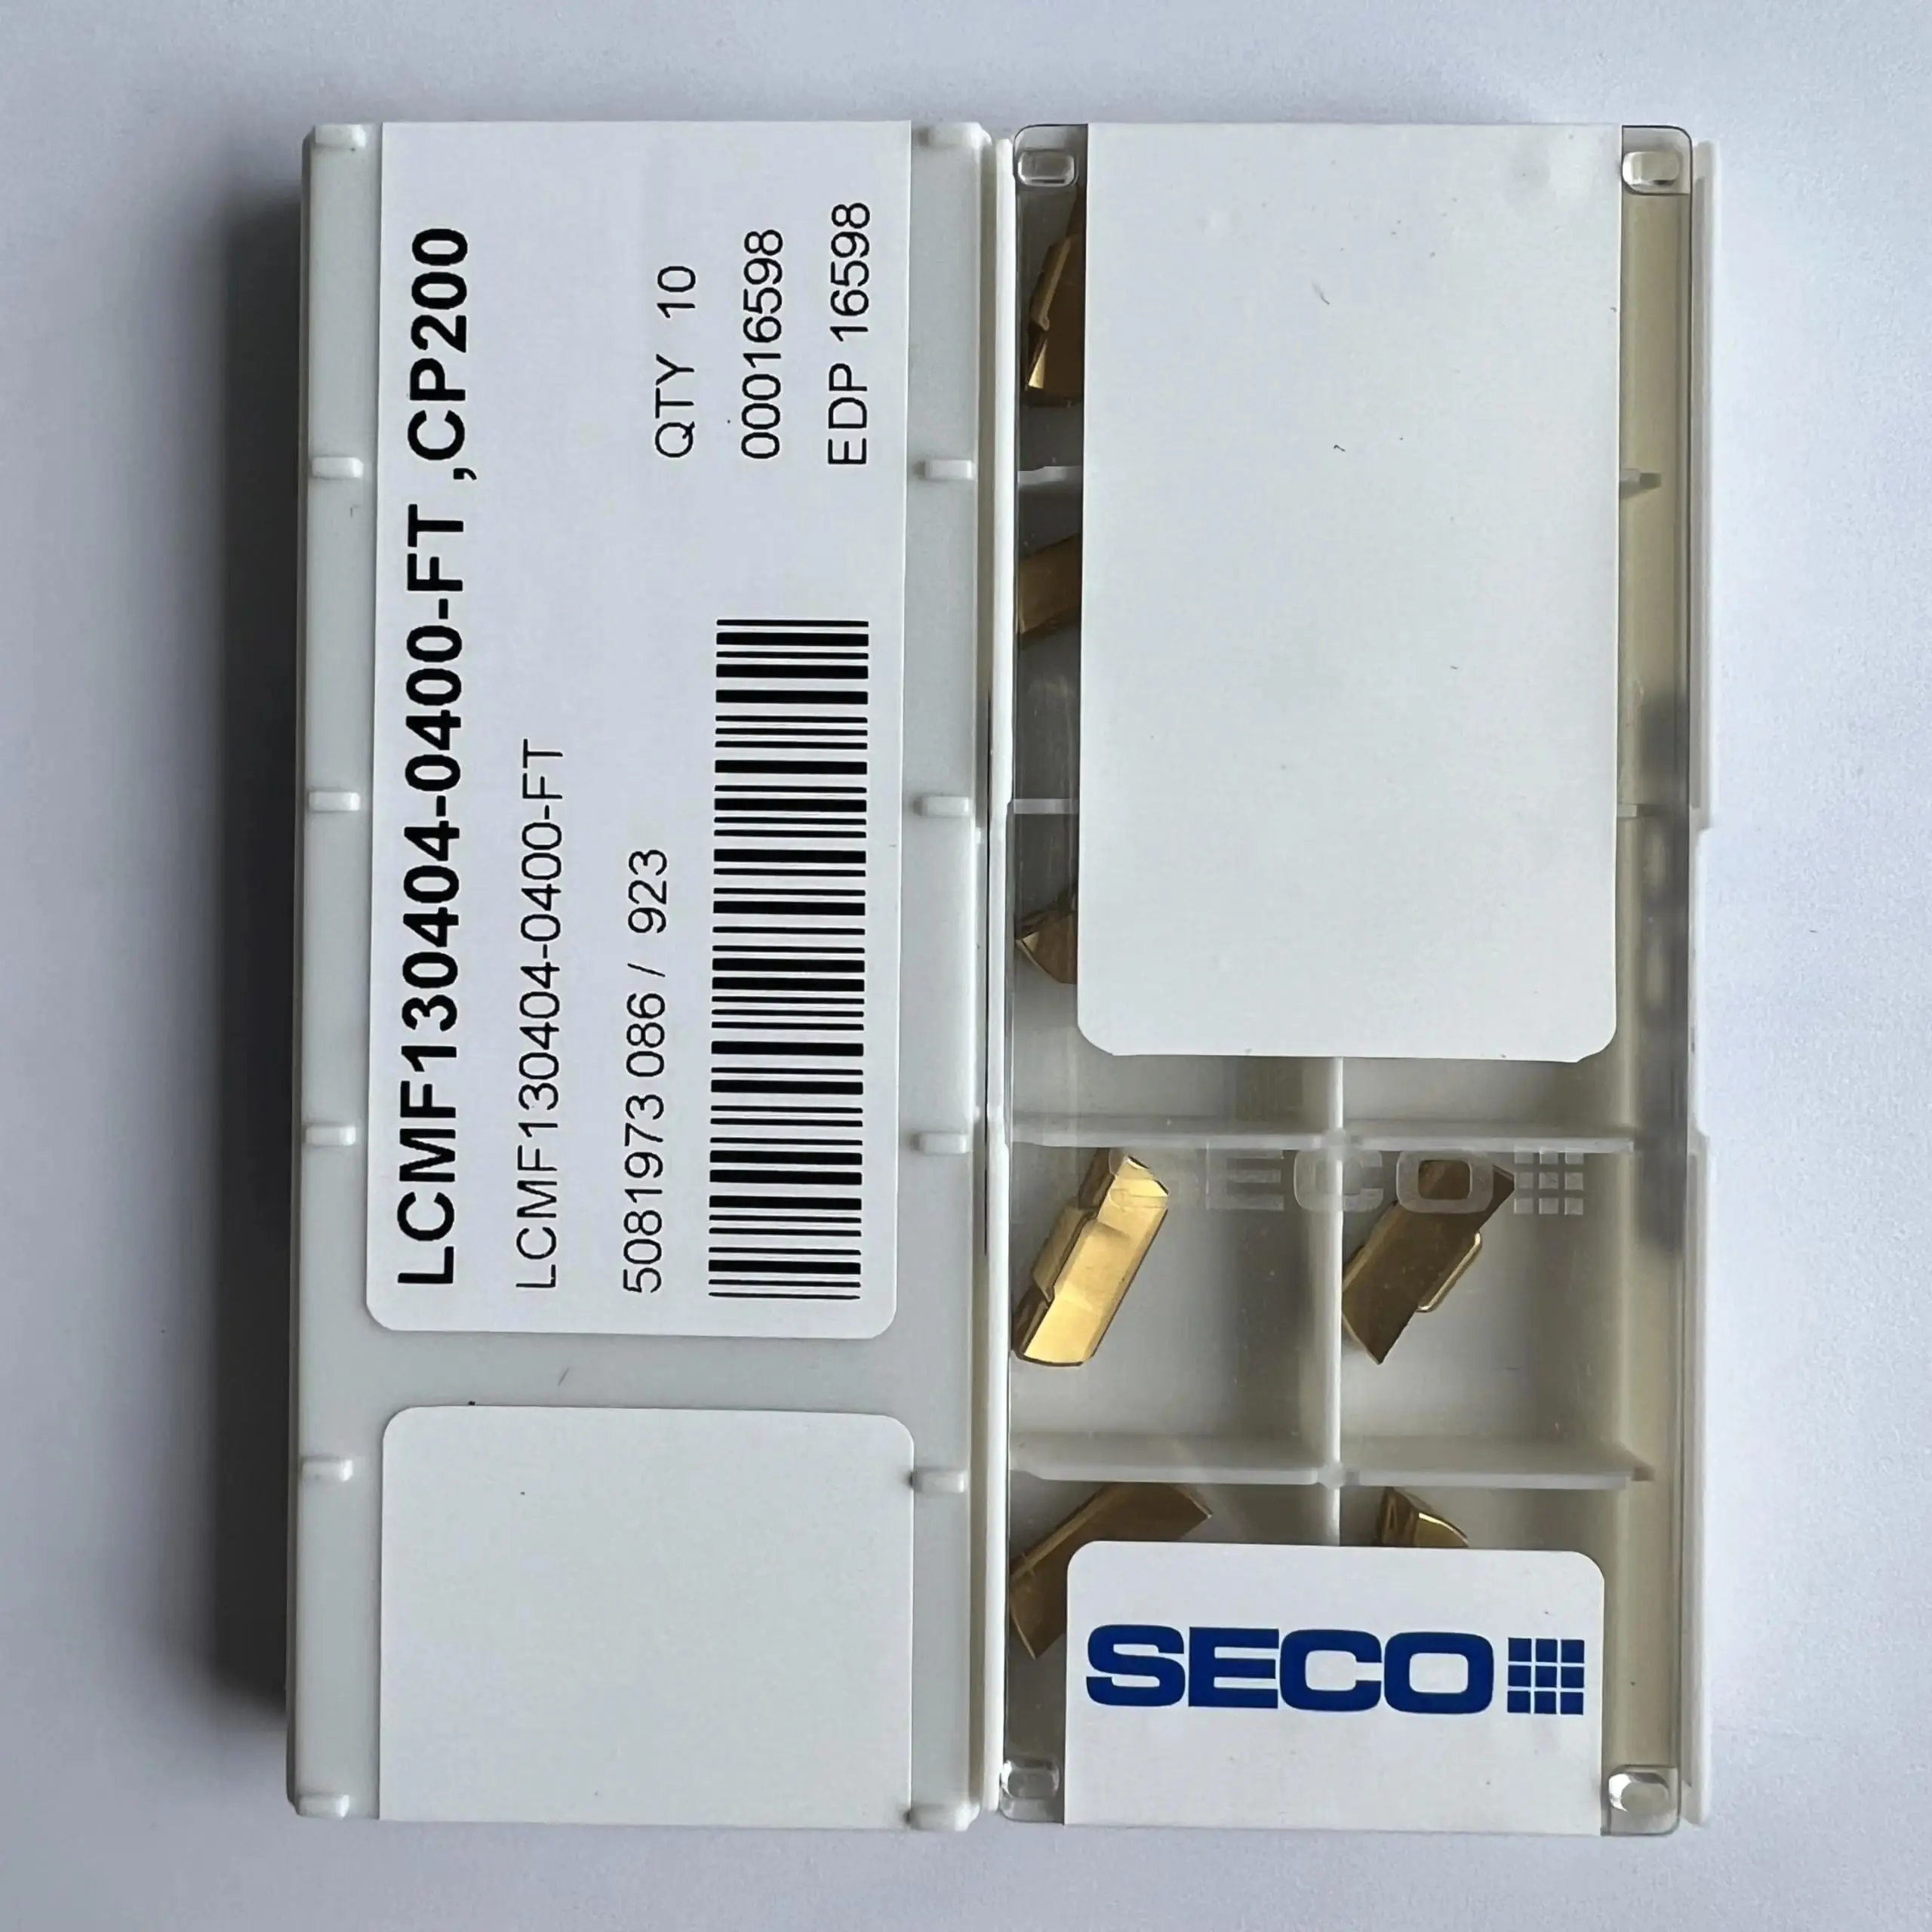 LCMF130404-0400-FT ,CP200
LCMF130404-0400-FT
5081973 086 / 923
QTY 10
00016598
EDP 16598
SECO
SECO